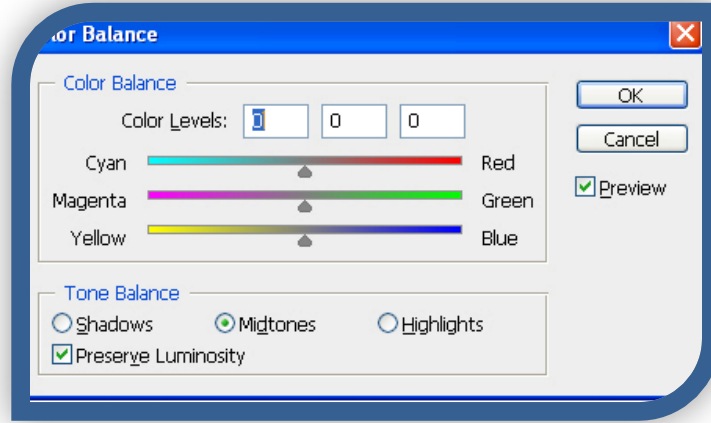 lor Balance
Color Balance
OK
Color Levels: 0 0 0
Cancel
Cyan Red
Preview
Magenta Green
Yellow Blue
Tone Balance
Shadows Midtones Highlights
Preserve Luminosity